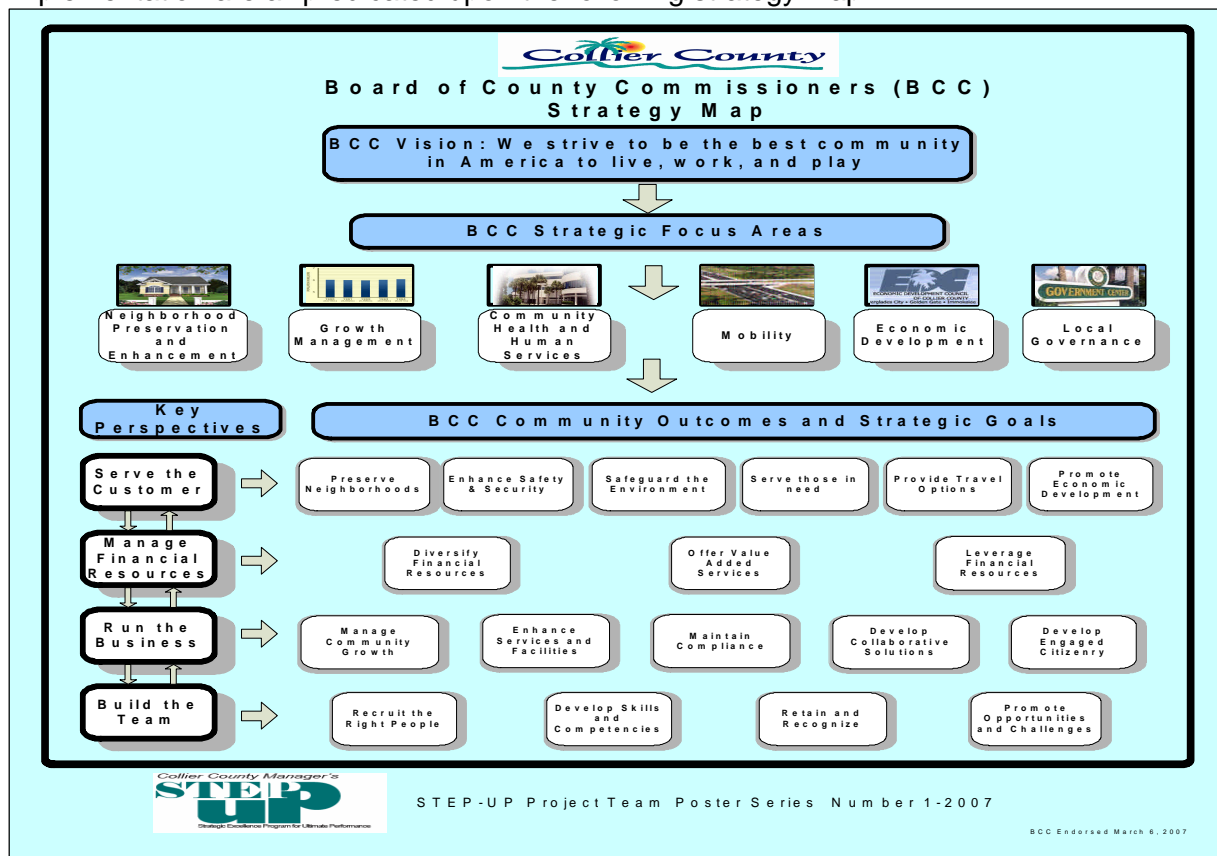 Collier County
Board of County Commissioners (BCC)
Strategy Map
BCC Vision: We strive to be the best community
in America to live, work, and play
BCC Strategic Focus Areas
ECONOMIC DEVELOPMENT COUNCIL
OF COLLIER COUNTY
Everglades City • Golden Gate • Immokalee
GOVERNMENT CENTER
Neighborhood
Preservation
and
Enhancement
Growth
Management
Community
Health and
Human
Services
Mobility
Economic
Development
Local
Governance
Key
Perspectives
BCC Community Outcomes and Strategic Goals
Serve the
Customer
Preserve
Neighborhoods
Enhance Safety
& Security
Safeguard the
Environment
Serve those in
need
Provide Travel
Options
Promote
Economic
Development
Manage
Financial
Resources
Diversify
Financial
Resources
Offer Value
Added
Services
Leverage
Financial
Resources
Run the
Business
Manage
Community
Growth
Enhance
Services and
Facilities
Maintain
Compliance
Develop
Collaborative
Solutions
Develop
Engaged
Citizenry
Build the
Team
Recruit the
Right People
Develop Skills
and
Competencies
Retain and
Recognize
Promote
Opportunities
and Challenges
Collier County Manager's
STEP
UP
Strategic Excellence Program for Ultimate Performance
STEP-UP Project Team Poster Series Number 1-2007
BCC Endorsed March 6, 2007